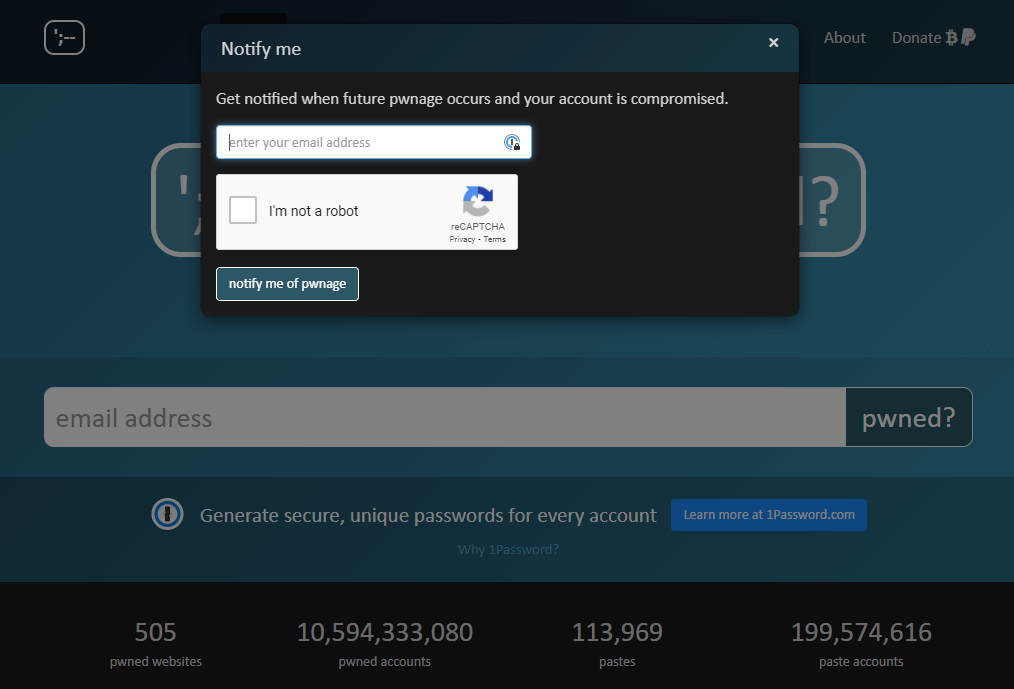 ';--
About
Donate
Notify me
×
Get notified when future pwnage occurs and your account is compromised.
enter your email address
I'm not a robot
reCAPTCHA
Privacy - Terms
notify me of pwnage
';
?
email address
pwned?
Generate secure, unique passwords for every account
Learn more at 1Password.com
Why 1Password?
505
10,594,333,080
113,969
199,574,616
pwned websites
pwned accounts
pastes
paste accounts